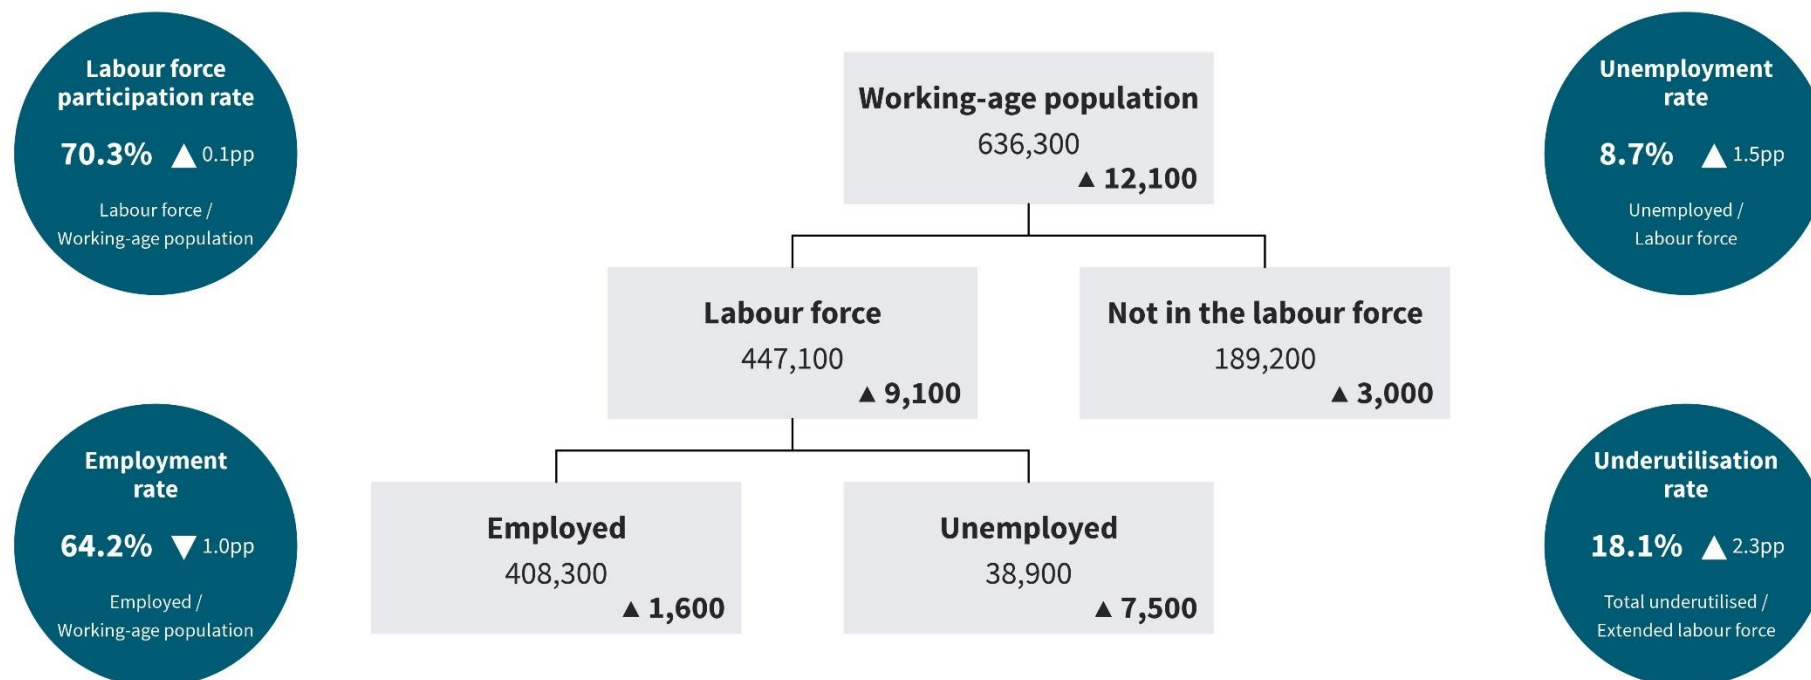 Labour force
participation rate
70.3% ▲ 0.1pp
Labour force /
Working-age population
Employment
rate
64.2% ▼ 1.0pp
Employed /
Working-age population
Working-age population
636,300
▲ 12,100
Labour force
447,100
▲ 9,100
Not in the labour force
189,200
▲ 3,000
Employed
408,300
▲ 1,600
Unemployed
38,900
▲ 7,500
Unemployment
rate
8.7% ▲ 1.5pp
Unemployed /
Labour force
Underutilisation
rate
18.1% ▲ 2.3pp
Total underutilised /
Extended labour force